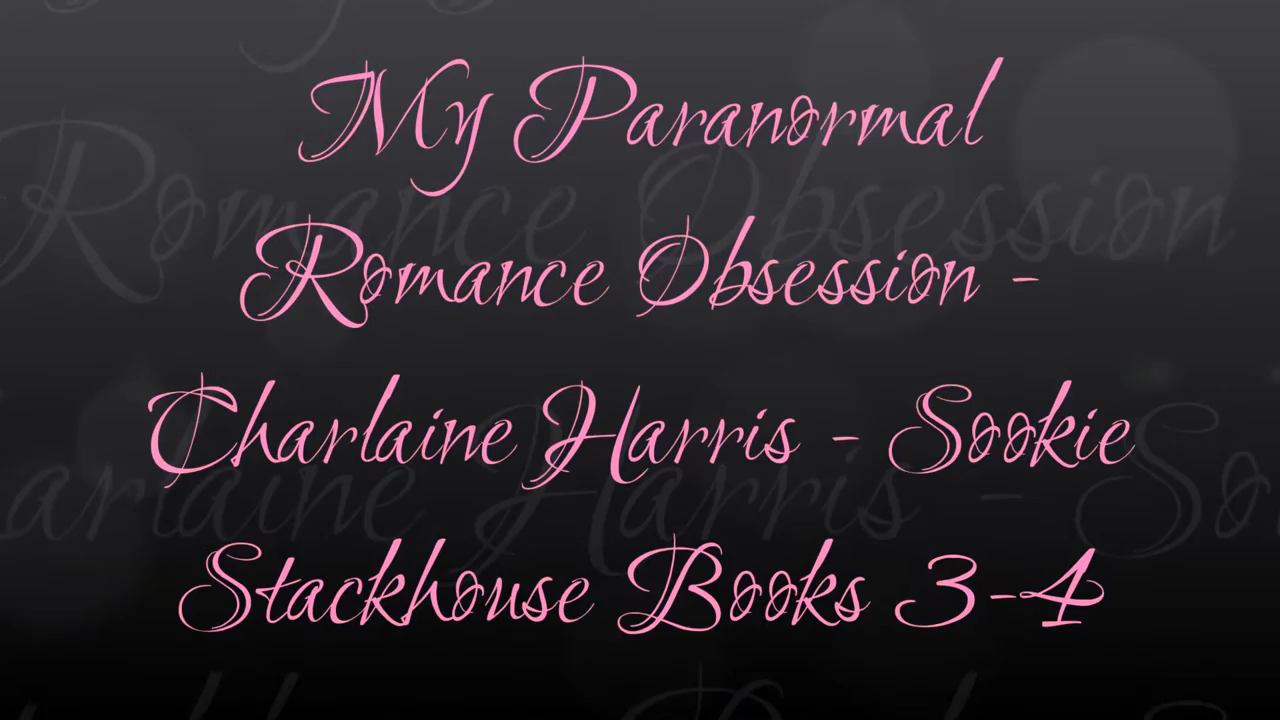 My Paranormal
Romance Obsession -
Charlaine Harris - Sookie
Stackhouse Books 3-4